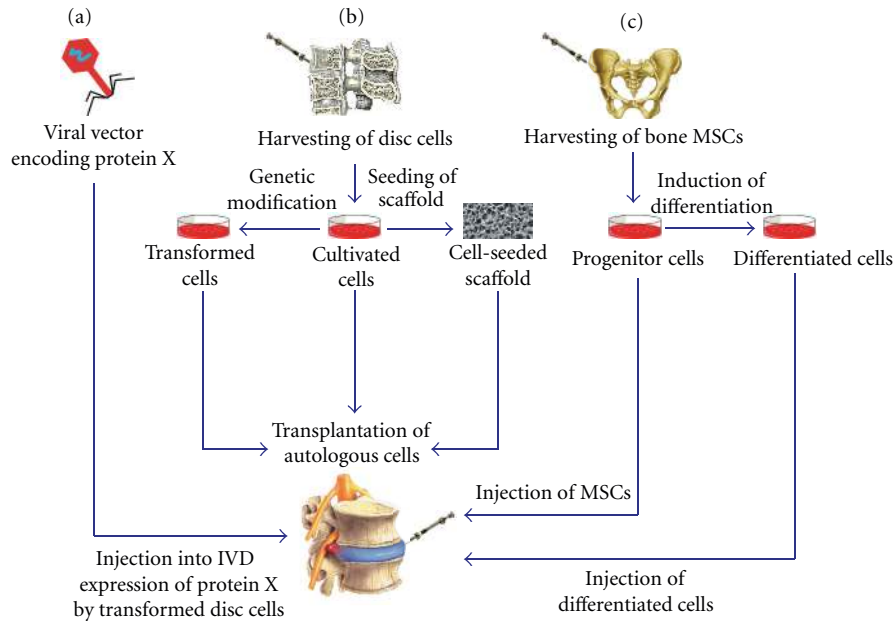 (a)
Viral vector
encoding protein X
(b)
Harvesting of disc cells
Genetic
modification
Seeding of
scaffold
Transformed
cells
Cultivated
cells
Cell-seeded
scaffold
Transplantation of
autologous cells
(c)
Harvesting of bone MSCs
Induction of
differentiation
Progenitor cells
Differentiated cells
Injection of MSCs
Injection into IVD
expression of protein X
by transformed disc cells
Injection of
differentiated cells